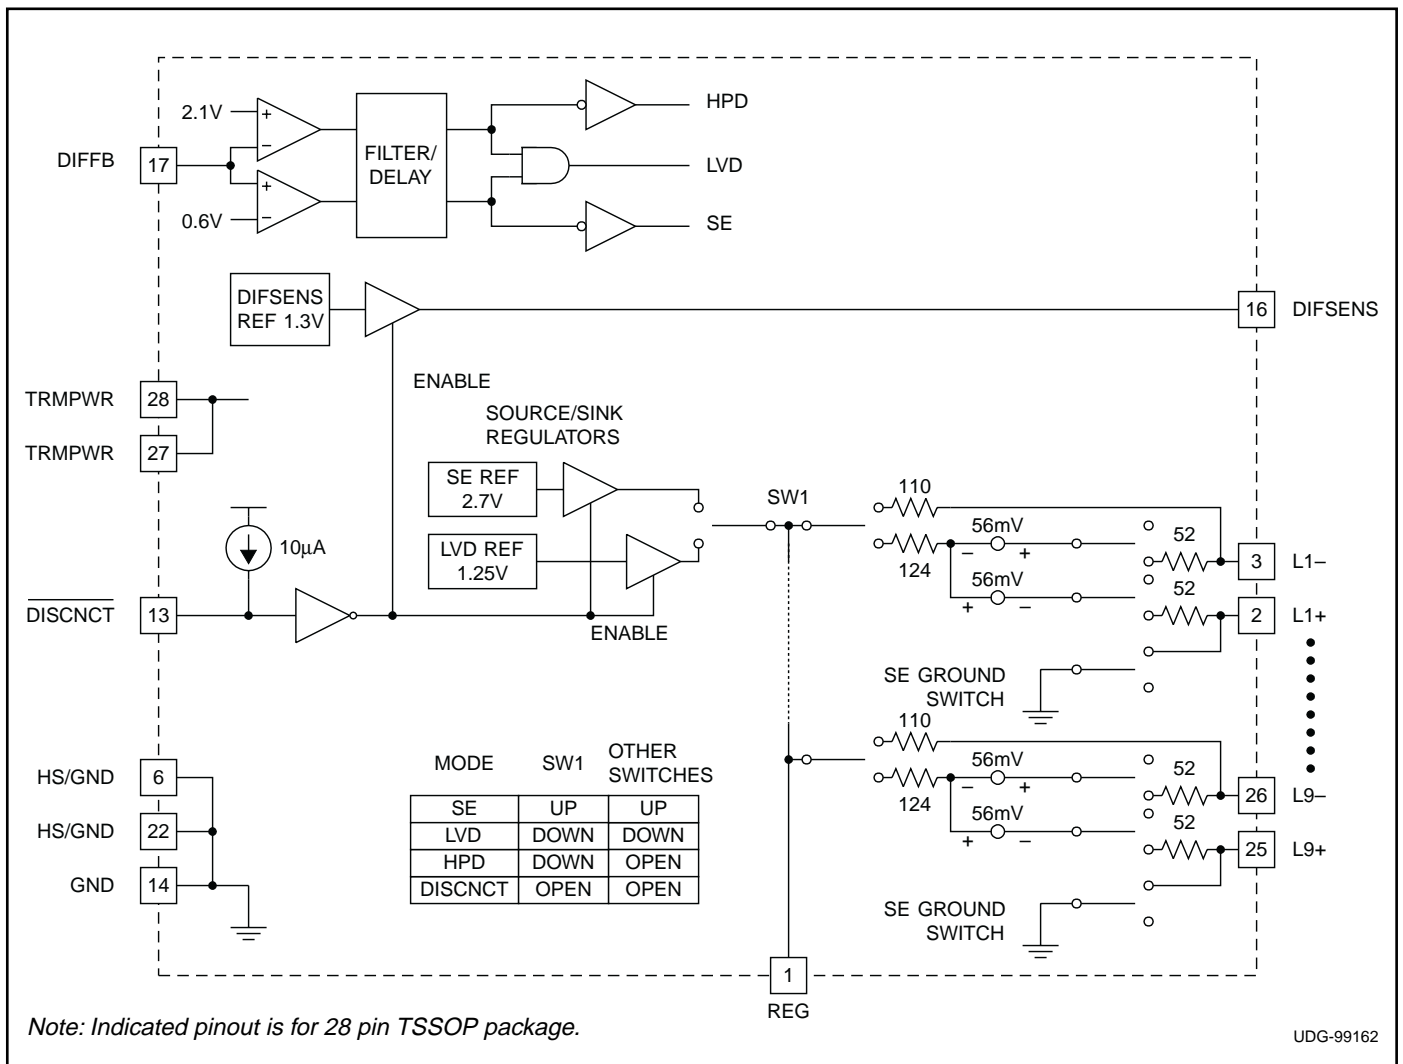 2.1V
+
−
DIFFB
17
+
−
0.6V
FILTER/
DELAY
HPD
LVD
SE
DIFSENS
REF 1.3V
16
DIFSENS
ENABLE
TRMPWR
28
TRMPWR
27
SOURCE/SINK
REGULATORS
SE REF
2.7V
LVD REF
1.25V
10µA
DISCNCT
13
ENABLE
SW1
110
124
56mV
− +
56mV
+ −
52
52
3
L1–
2
L1+
SE GROUND
SWITCH
110
124
56mV
− +
56mV
+ −
52
52
26
L9–
25
L9+
SE GROUND
SWITCH
HS/GND
6
HS/GND
22
GND
14
MODE SW1 OTHER
SWITCHES
SE UP UP
LVD DOWN DOWN
HPD DOWN OPEN
DISCNCT OPEN OPEN
1
REG
Note: Indicated pinout is for 28 pin TSSOP package.
UDG-99162